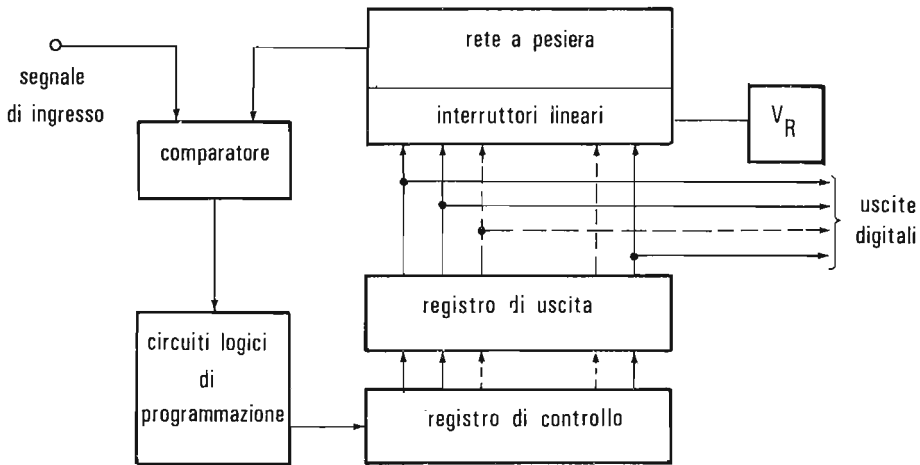 rete a pesiera
segnale
di ingresso
interruttori lineari
V_R
comparatore
uscite
digitali
registro di uscita
circuiti logici
di
programmazione
registro di controllo